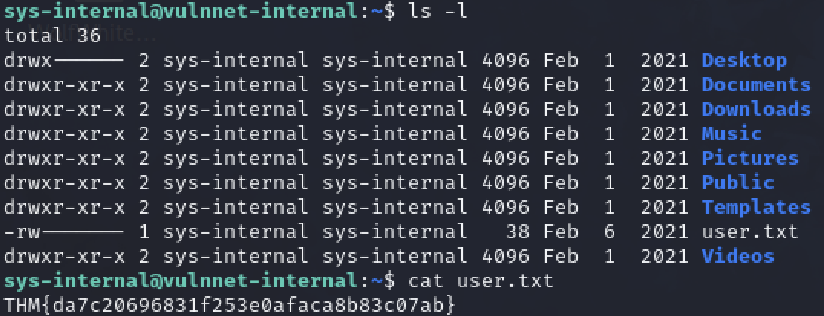 sys-internal@vulnnet-internal:~$ ls -l
total 36
drwx------ 2 sys-internal sys-internal 4096 Feb  1  2021 Desktop
drwxr-xr-x 2 sys-internal sys-internal 4096 Feb  1  2021 Documents
drwxr-xr-x 2 sys-internal sys-internal 4096 Feb  1  2021 Downloads
drwxr-xr-x 2 sys-internal sys-internal 4096 Feb  1  2021 Music
drwxr-xr-x 2 sys-internal sys-internal 4096 Feb  1  2021 Pictures
drwxr-xr-x 2 sys-internal sys-internal 4096 Feb  1  2021 Public
drwxr-xr-x 2 sys-internal sys-internal 4096 Feb  1  2021 Templates
-rw------- 1 sys-internal sys-internal   38 Feb  6  2021 user.txt
drwxr-xr-x 2 sys-internal sys-internal 4096 Feb  1  2021 Videos
sys-internal@vulnnet-internal:~$ cat user.txt
THM{da7c20696831f253e0afaca8b83c07ab}